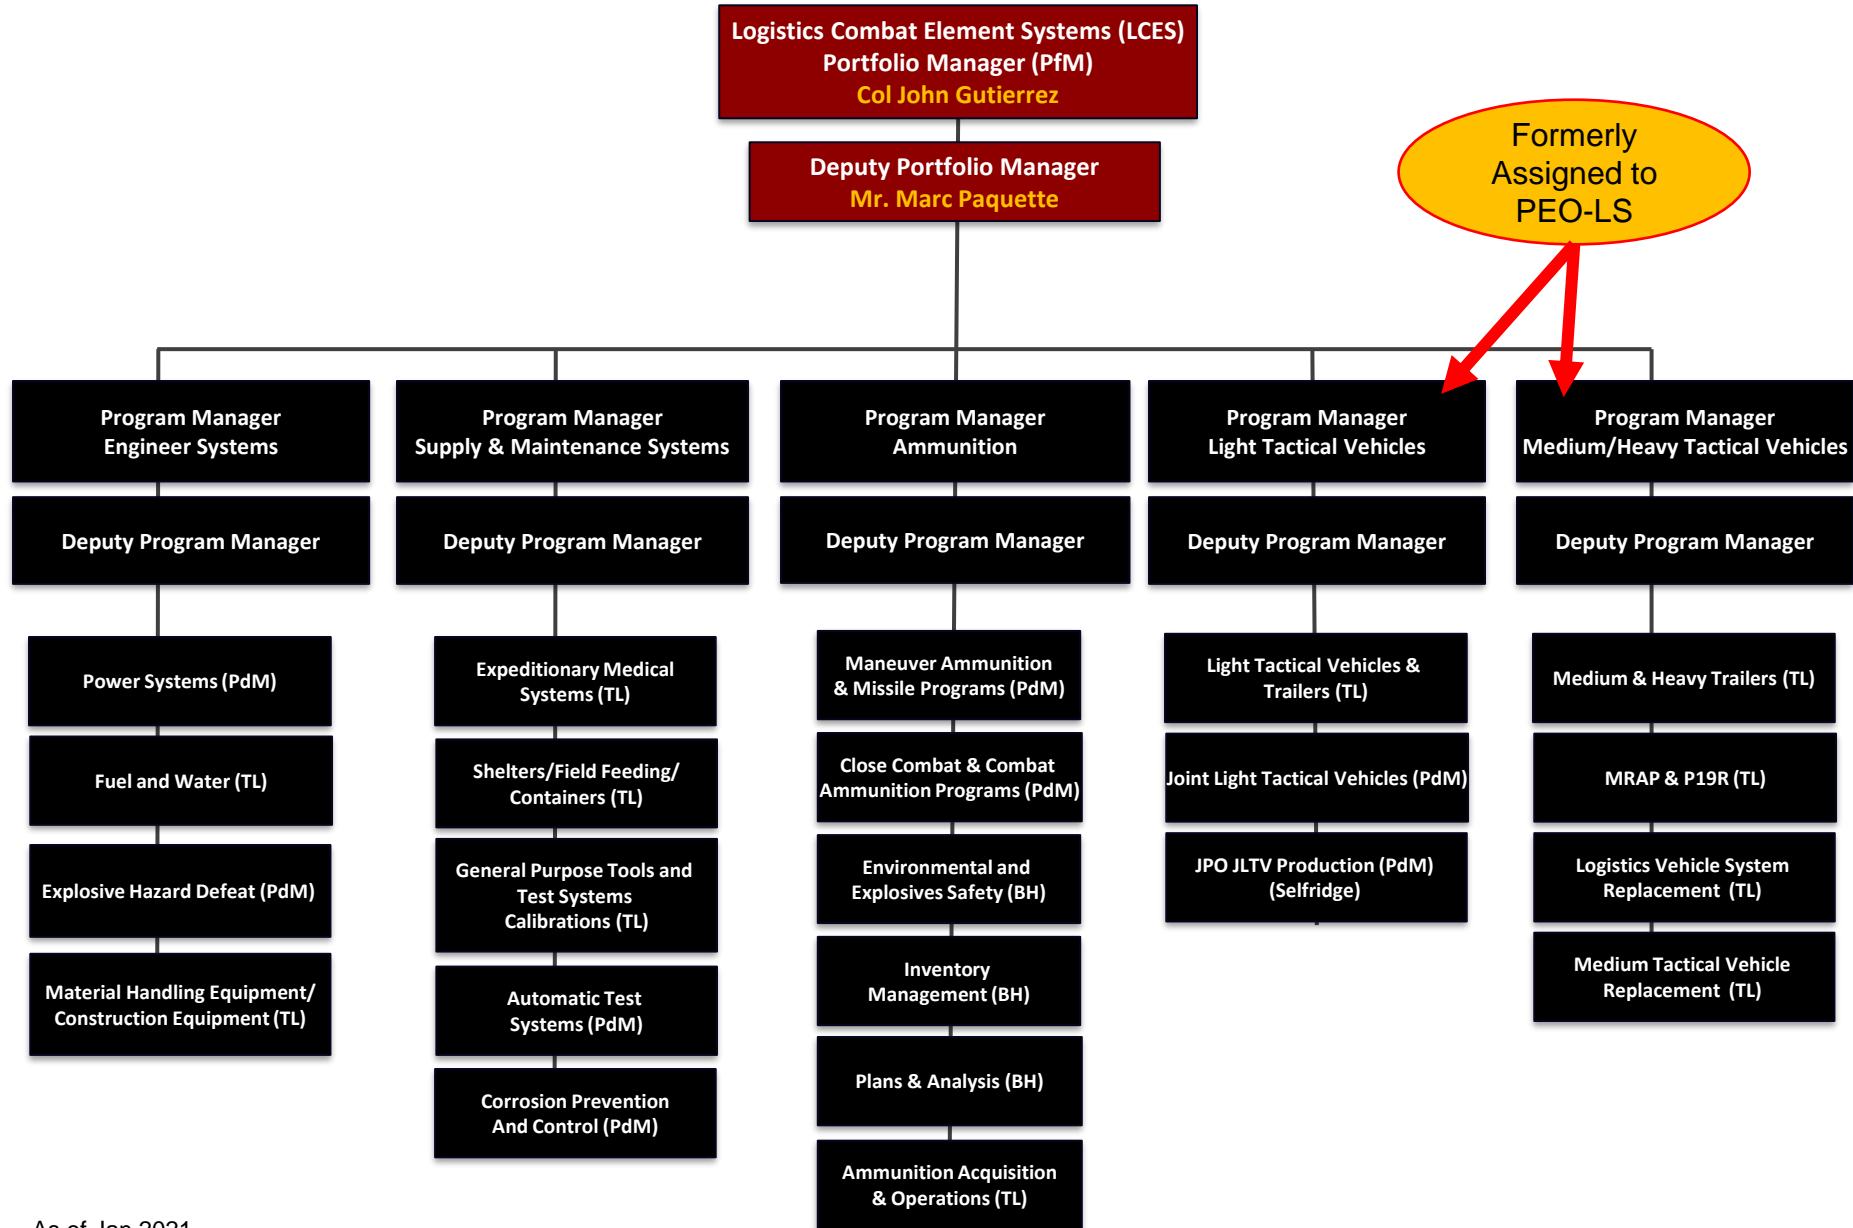 Logistics Combat Element Systems (LCES)
Portfolio Manager (PfM)
Col John Gutierrez
Deputy Portfolio Manager
Mr. Marc Paquette
Formerly
Assigned to
PEO-LS
Program Manager
Engineer Systems
Deputy Program Manager
Power Systems (PdM)
Fuel and Water (TL)
Explosive Hazard Defeat (PdM)
Material Handling Equipment/
Construction Equipment (TL)
Program Manager
Supply & Maintenance Systems
Deputy Program Manager
Expeditionary Medical
Systems (TL)
Shelters/Field Feeding/
Containers (TL)
General Purpose Tools and
Test Systems
Calibrations (TL)
Automatic Test
Systems (PdM)
Corrosion Prevention
And Control (PdM)
Program Manager
Ammunition
Deputy Program Manager
Maneuver Ammunition
& Missile Programs (PdM)
Close Combat & Combat
Ammunition Programs (PdM)
Environmental and
Explosives Safety (BH)
Inventory
Management (BH)
Plans & Analysis (BH)
Ammunition Acquisition
& Operations (TL)
Program Manager
Light Tactical Vehicles
Deputy Program Manager
Light Tactical Vehicles &
Trailers (TL)
Joint Light Tactical Vehicles (PdM)
JPO JLTV Production (PdM)
(Selfridge)
Program Manager
Medium/Heavy Tactical Vehicles
Deputy Program Manager
Medium & Heavy Trailers (TL)
MRAP & P19R (TL)
Logistics Vehicle System
Replacement (TL)
Medium Tactical Vehicle
Replacement (TL)
As of Jan 2021